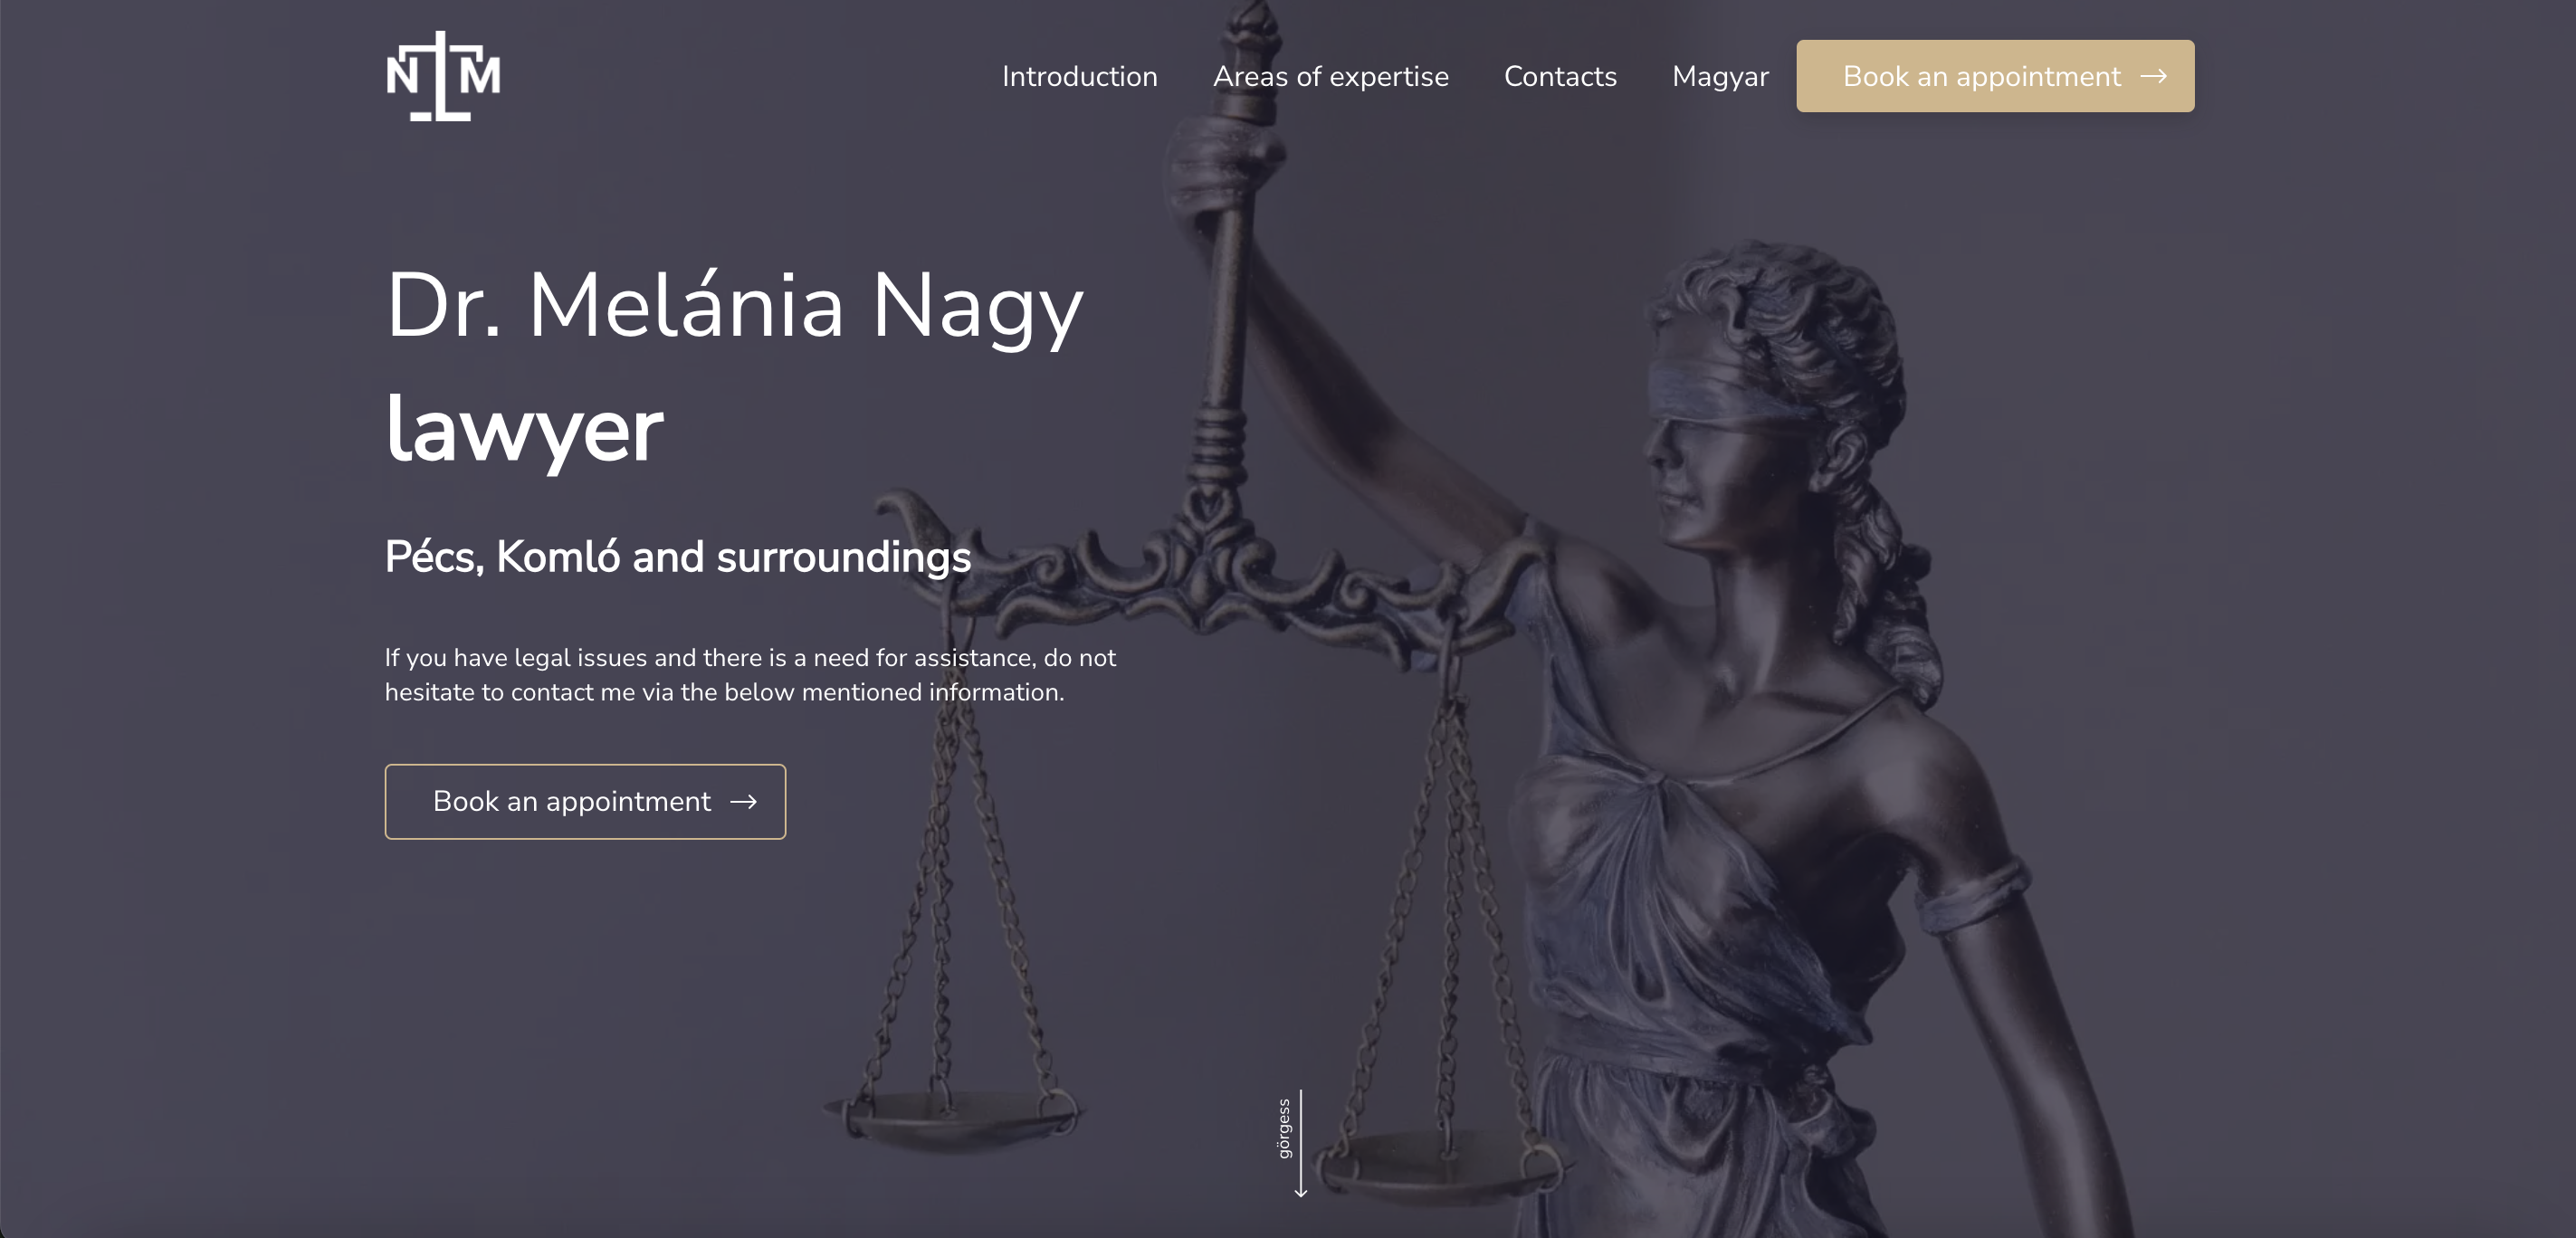 NM
Introduction Areas of expertise Contacts Magyar Book an appointment
Dr. Melánia Nagy
lawyer
Pécs, Komló and surroundings
If you have legal issues and there is a need for assistance, do not
hesitate to contact me via the below mentioned information.
Book an appointment
görgess